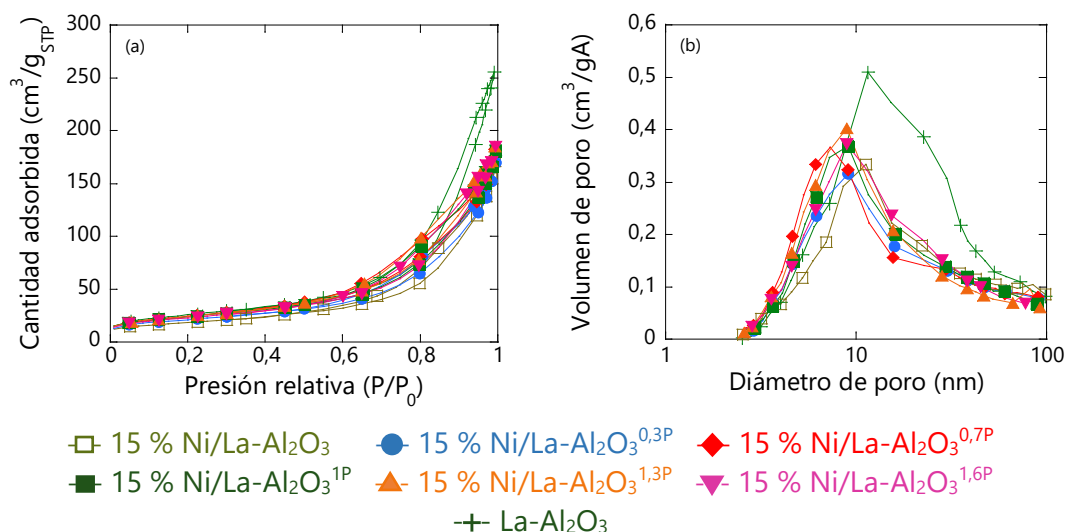 (a)
Cantidad adsorbida (cm³/g_STP)
300
250
200
150
100
50
0
0 0,2 0,4 0,6 0,8 1
Presión relativa (P/P₀)
(b)
Volumen de poro (cm³/gA)
0,6
0,5
0,4
0,3
0,2
0,1
0
1 10 100
Diámetro de poro (nm)
15 % Ni/La-Al₂O₃ 15 % Ni/La-Al₂O₃^0,3P 15 % Ni/La-Al₂O₃^0,7P
15 % Ni/La-Al₂O₃^1P 15 % Ni/La-Al₂O₃^1,3P 15 % Ni/La-Al₂O₃^1,6P
La-Al₂O₃